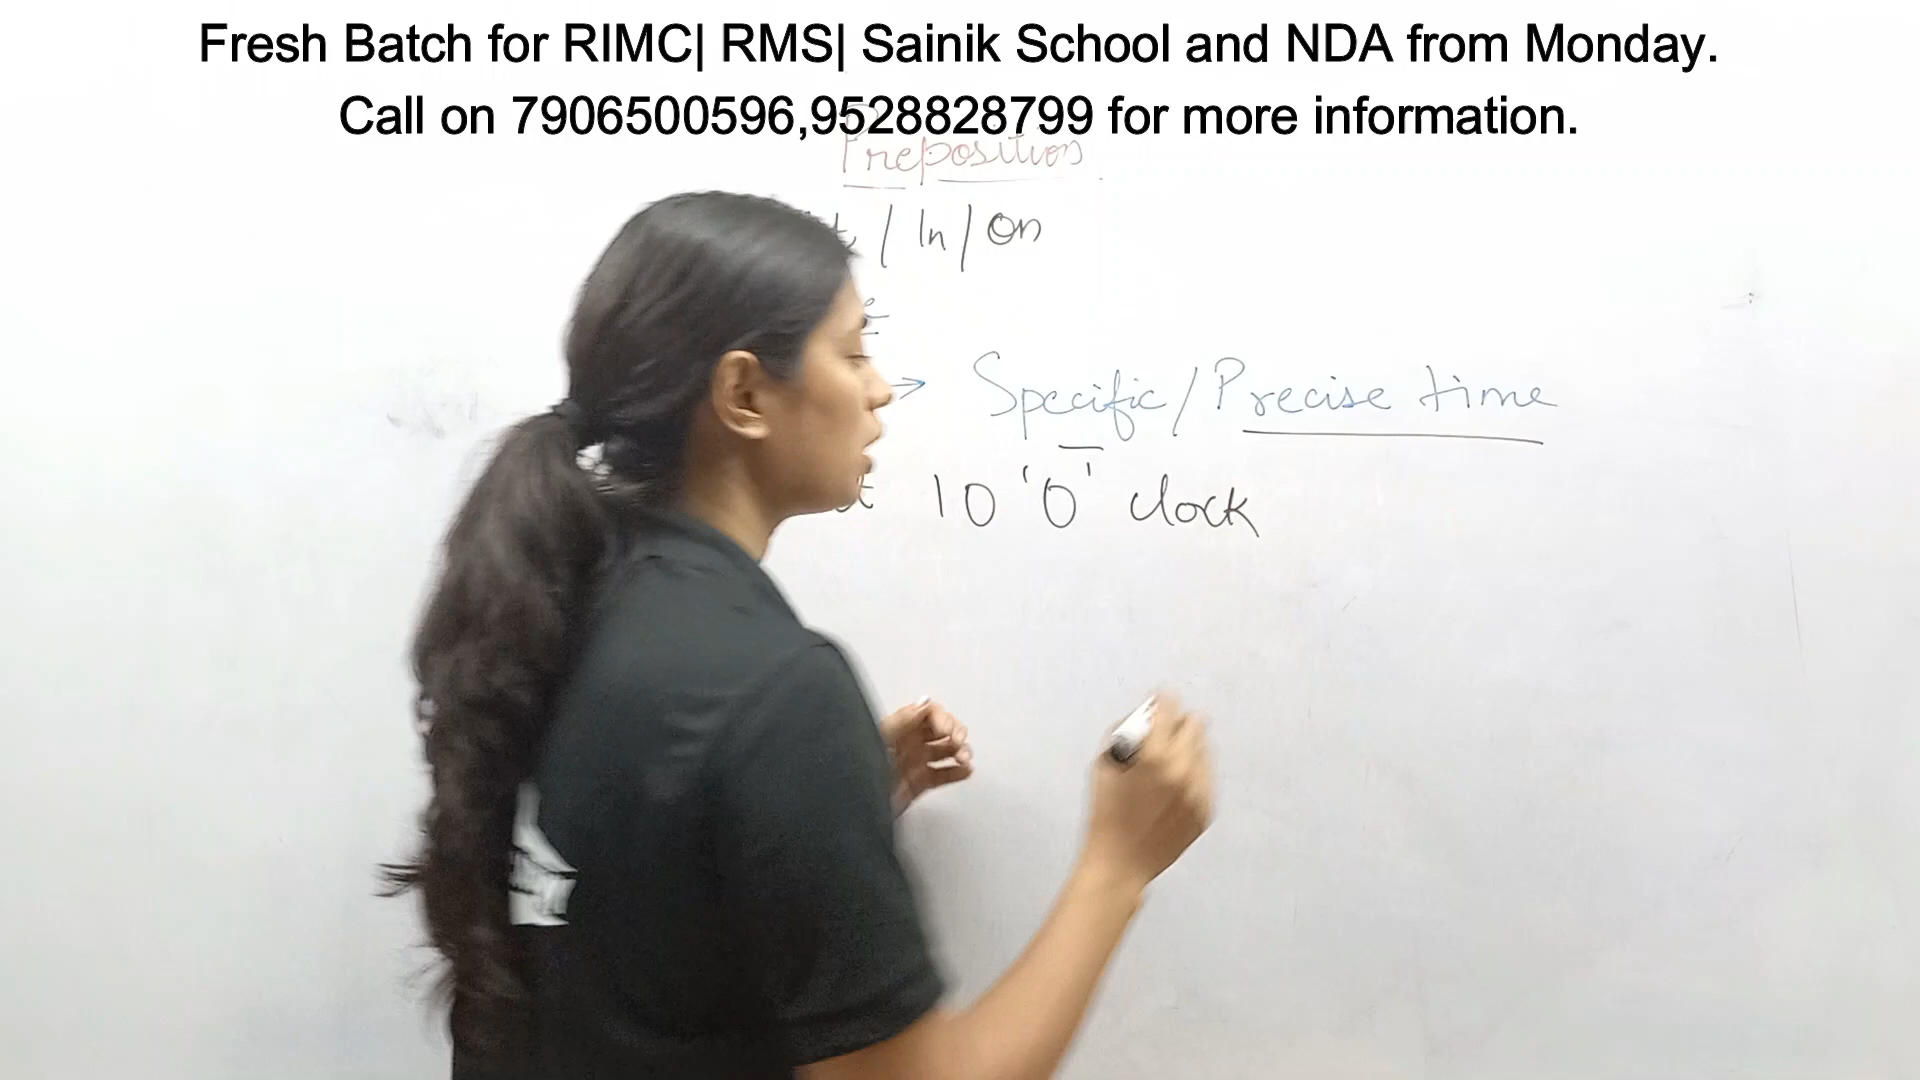 Fresh Batch for RIMC| RMS| Sainik School and NDA from Monday.
Call on 7906500596,9528828799 for more information.
Preposition
/ In / On
Specific / Precise time
10 'O' clock